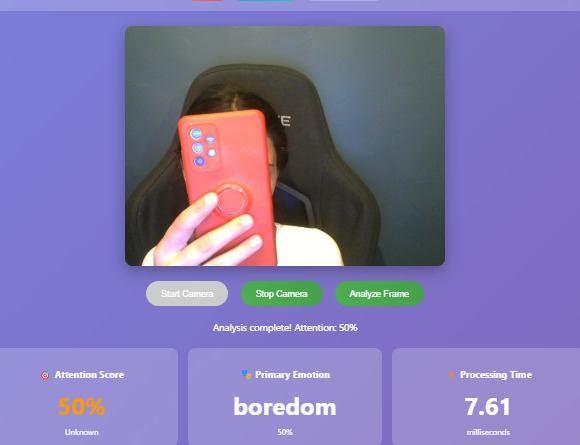 Start Camera
Stop Camera
Analyze Frame
Analysis complete! Attention: 50%
Attention Score
Primary Emotion
Processing Time
50%
boredom
7.61
Unknown
50%
milliseconds